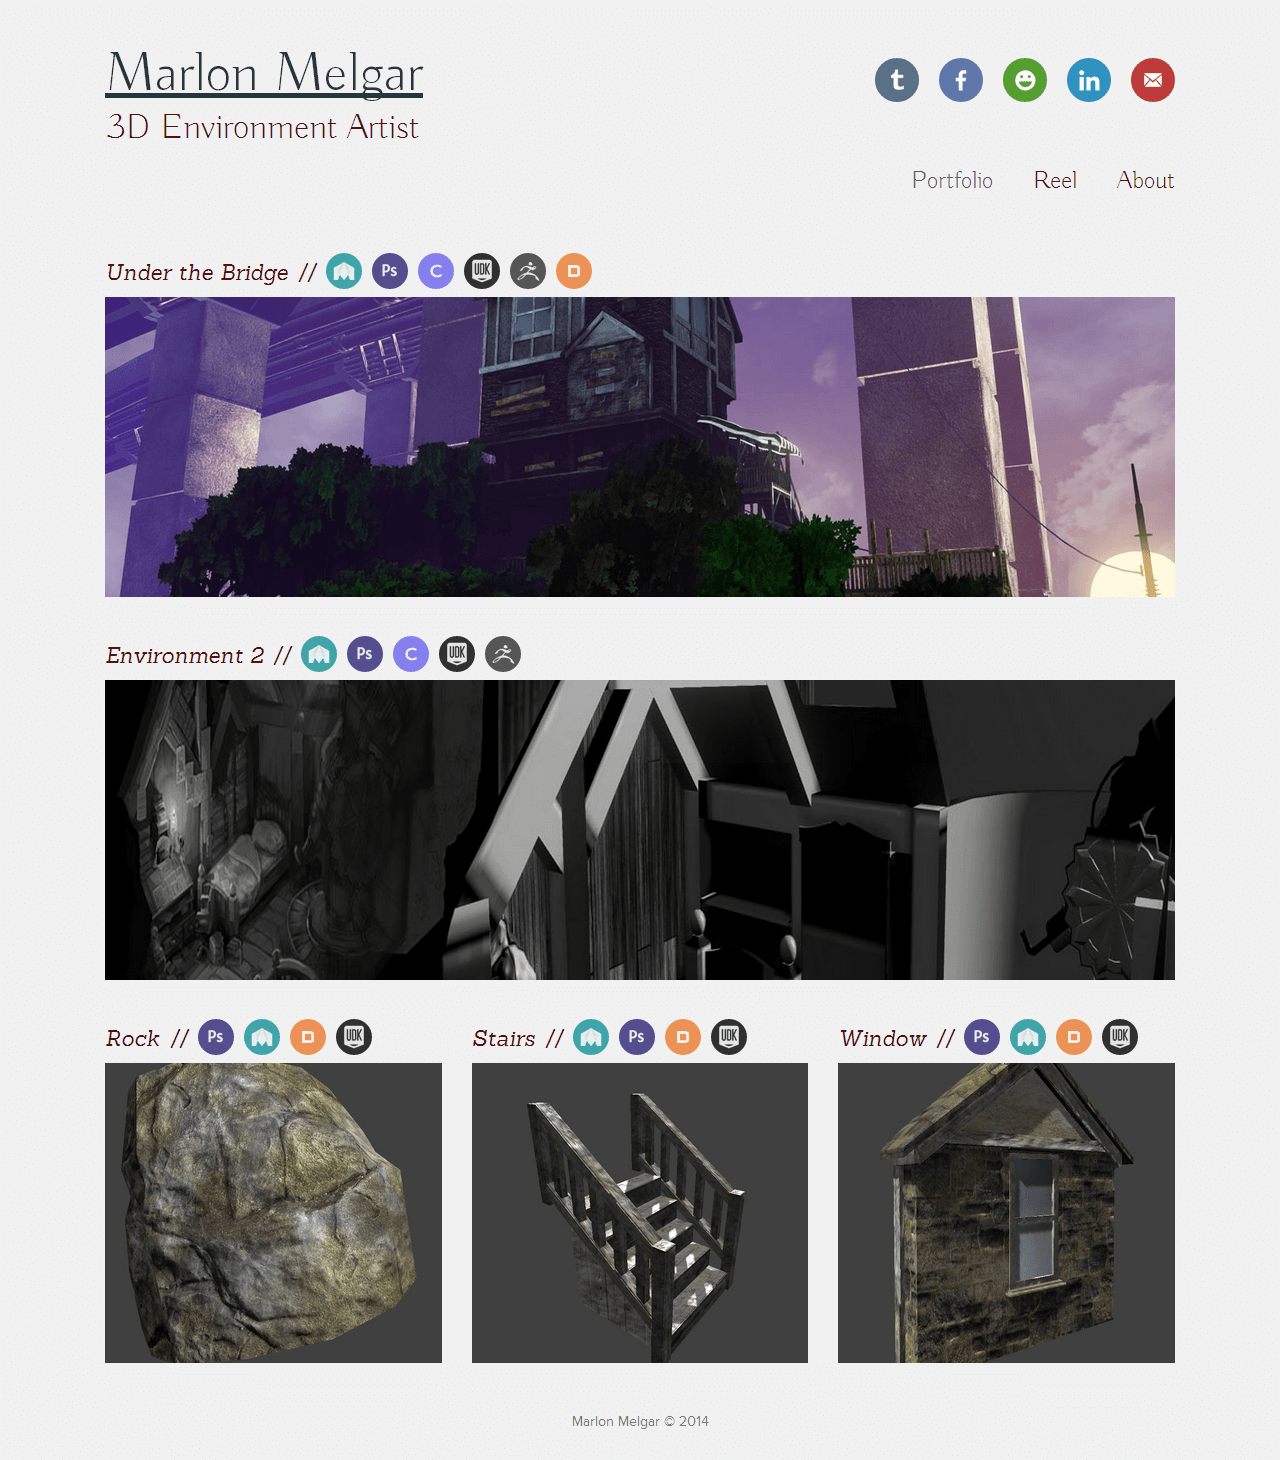 Marlon Melgar
3D Environment Artist
Portfolio Reel About
Under the Bridge // Ps C UDK D
Environment 2 // Ps C UDK
Rock // Ps D UDK
Stairs // Ps D UDK
Window // Ps D UDK
Marlon Melgar © 2014